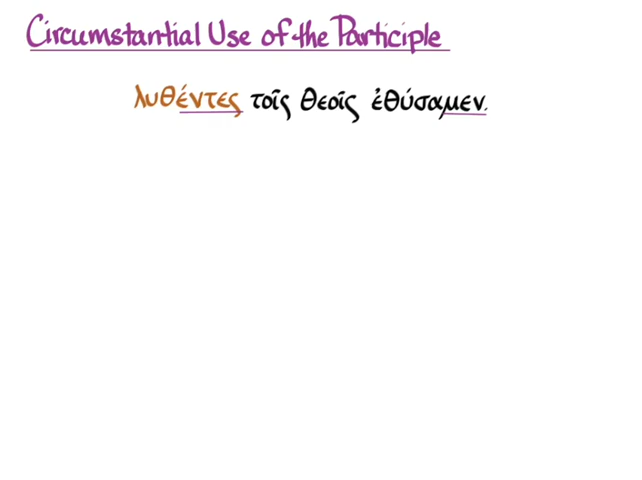 Circumstantial Use of the Participle
λυθέντες τοῖς θεοῖς ἐθύσαμεν.